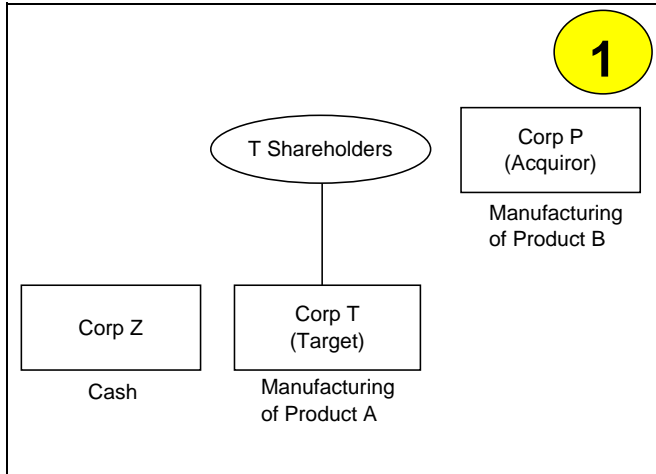 1
T Shareholders
Corp P
(Acquiror)
Manufacturing
of Product B
Corp Z
Cash
Corp T
(Target)
Manufacturing
of Product A